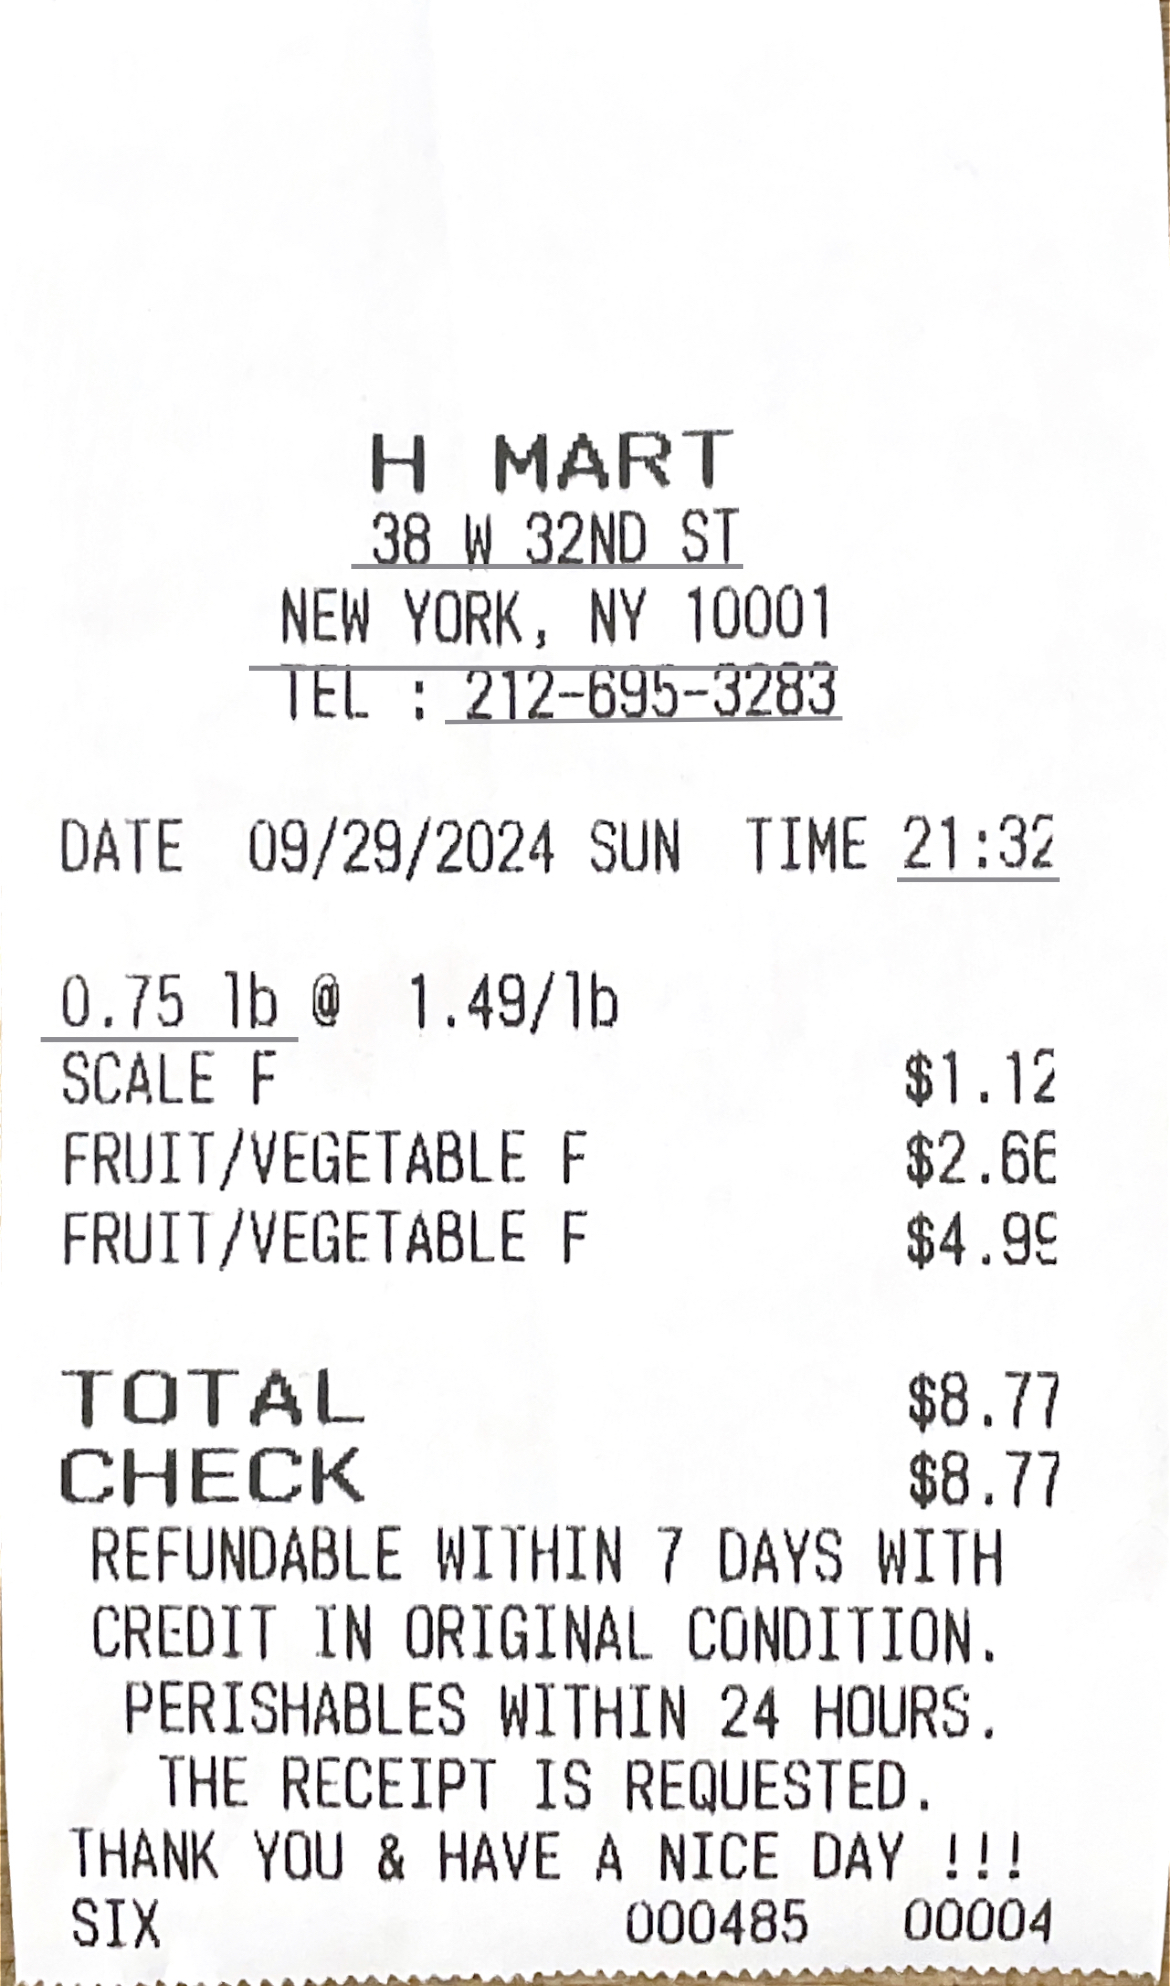 H MART
38 W 32ND ST
NEW YORK, NY 10001
TEL : 212-695-3283
DATE 09/29/2024 SUN TIME 21:32
0.75 lb @ 1.49/lb
SCALE F $1.12
FRUIT/VEGETABLE F $2.66
FRUIT/VEGETABLE F $4.99
TOTAL $8.77
CHECK $8.77
REFUNDABLE WITHIN 7 DAYS WITH
CREDIT IN ORIGINAL CONDITION.
PERISHABLES WITHIN 24 HOURS.
THE RECEIPT IS REQUESTED.
THANK YOU & HAVE A NICE DAY !!!
SIX 000485 00004